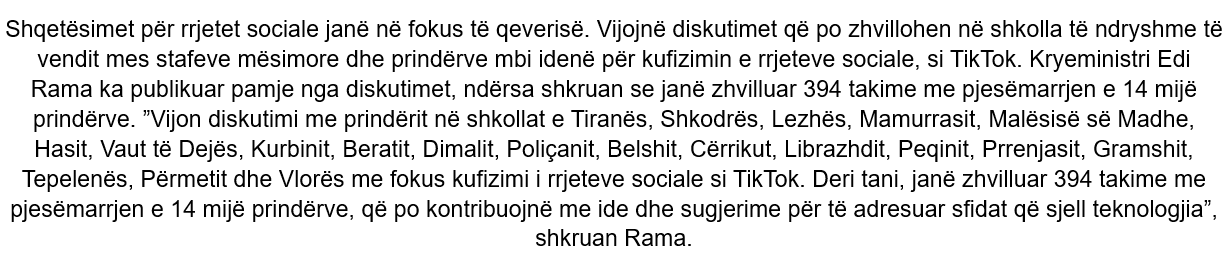 Shqetësimet për rrjetet sociale janë në fokus të qeverisë. Vijojnë diskutimet që po zhvillohen në shkolla të ndryshme të
vendit mes stafeve mësimore dhe prindërve mbi idenë për kufizimin e rrjeteve sociale, si TikTok. Kryeministri Edi
Rama ka publikuar pamje nga diskutimet, ndërsa shkruan se janë zhvilluar 394 takime me pjesëmarrjen e 14 mijë
prindërve. ”Vijon diskutimi me prindërit në shkollat e Tiranës, Shkodrës, Lezhës, Mamurrasit, Malësisë së Madhe,
Hasit, Vaut të Dejës, Kurbinit, Beratit, Dimalit, Poliçanit, Belshit, Cërrikut, Librazhdit, Peqinit, Prrenjasit, Gramshit,
Tepelenës, Përmetit dhe Vlorës me fokus kufizimi i rrjeteve sociale si TikTok. Deri tani, janë zhvilluar 394 takime me
pjesëmarrjen e 14 mijë prindërve, që po kontribuojnë me ide dhe sugjerime për të adresuar sfidat që sjell teknologjia”,
shkruan Rama.